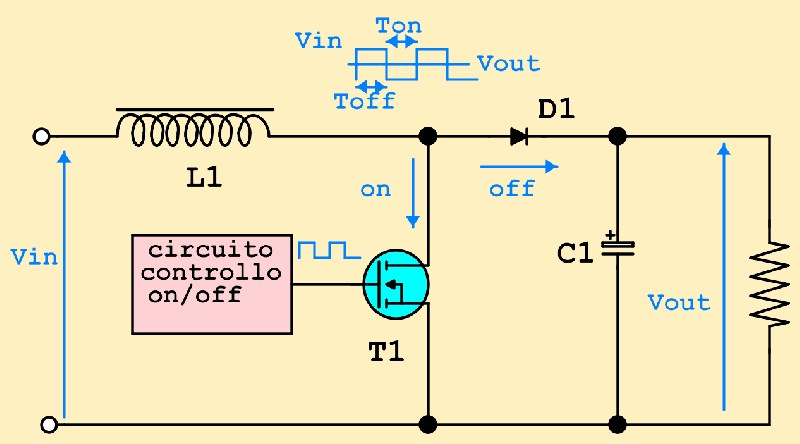 Ton
Vin
Vout
Toff
D1
L1
on
off
Vin
circuito
controllo
on/off
+
C1
Vout
T1